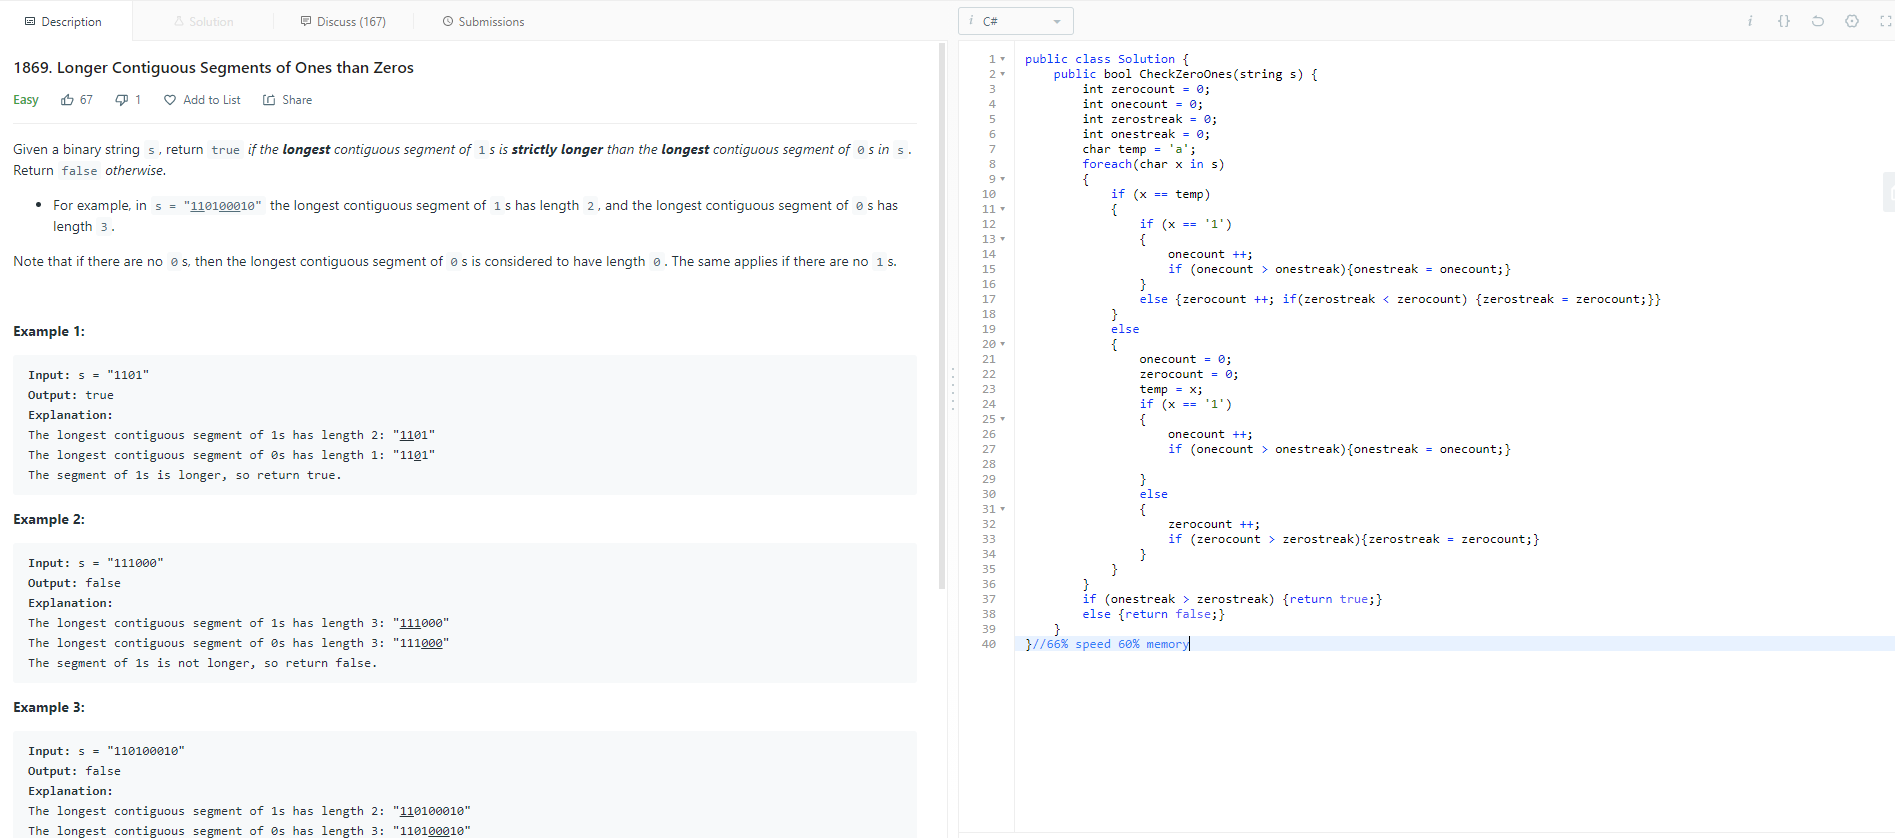 Description
Solution
Discuss (167)
Submissions
1869. Longer Contiguous Segments of Ones than Zeros
Easy
67
1
Add to List
Share
Given a binary string s, return true if the longest contiguous segment of 1 s is strictly longer than the longest contiguous segment of 0 s in s.
Return false otherwise.
• For example, in s = "110100010" the longest contiguous segment of 1 s has length 2, and the longest contiguous segment of 0 s has
length 3.
Note that if there are no 0 s, then the longest contiguous segment of 0 s is considered to have length 0. The same applies if there are no 1 s.
Example 1:
Input: s = "1101"
Output: true
Explanation:
The longest contiguous segment of 1s has length 2: "1101"
The longest contiguous segment of 0s has length 1: "1101"
The segment of 1s is longer, so return true.
Example 2:
Input: s = "111000"
Output: false
Explanation:
The longest contiguous segment of 1s has length 3: "111000"
The longest contiguous segment of 0s has length 3: "111000"
The segment of 1s is not longer, so return false.
Example 3:
Input: s = "110100010"
Output: false
Explanation:
The longest contiguous segment of 1s has length 2: "110100010"
The longest contiguous segment of 0s has length 3: "110100010"
i C#
i {}
1 public class Solution {
2 public bool CheckZeroOnes(string s) {
3 int zerocount = 0;
4 int onecount = 0;
5 int zerostreak = 0;
6 int onestreak = 0;
7 char temp = 'a';
8 foreach(char x in s)
9 {
10 if (x == temp)
11 {
12 if (x == '1')
13 {
14 onecount ++;
15 if (onecount > onestreak){onestreak = onecount;}
16 }
17 else {zerocount ++; if(zerostreak < zerocount) {zerostreak = zerocount;}}
18 }
19 else
20 {
21 onecount = 0;
22 zerocount = 0;
23 temp = x;
24 if (x == '1')
25 {
26 onecount ++;
27 if (onecount > onestreak){onestreak = onecount;}
28
29 }
30 else
31 {
32 zerocount ++;
33 if (zerocount > zerostreak){zerostreak = zerocount;}
34 }
35 }
36 }
37 if (onestreak > zerostreak) {return true;}
38 else {return false;}
39 }
40 }//66% speed 60% memory